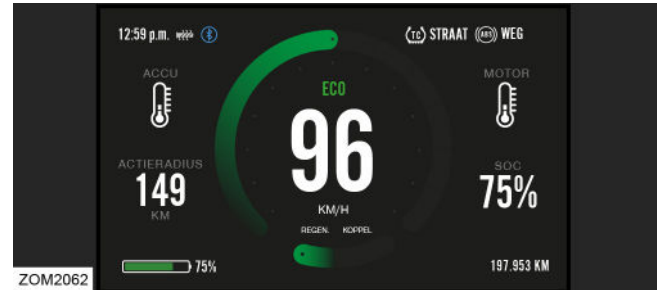 12:59 p.m.
(TC) STRAAT (ABS) WEG
ACCU
MOTOR
ECO
96
KM/H
ACTIERADIUS
149
KM
SOC
75%
REGEN. KOPPEL
75%
197.953 KM
ZOM2062